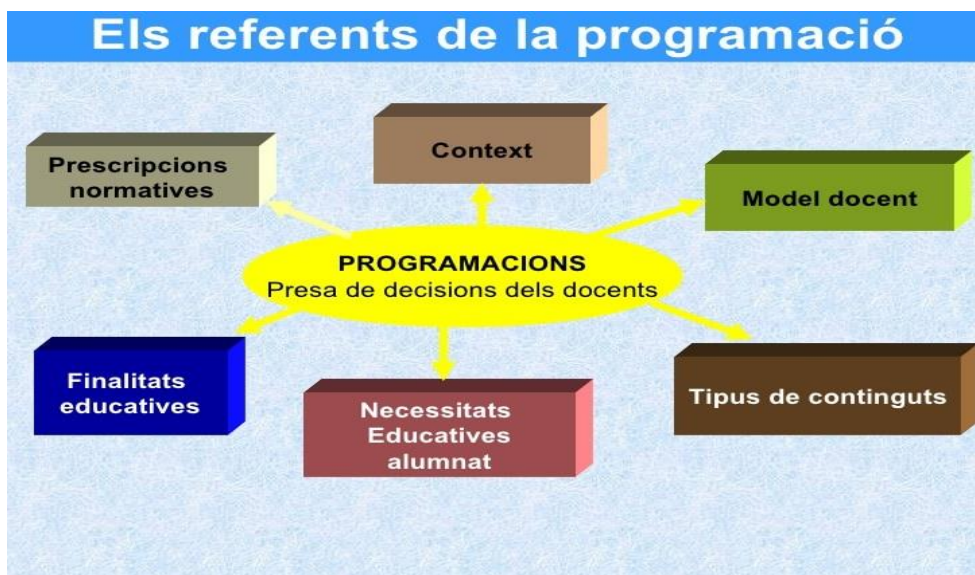 Els referents de la programació
Prescripcions
normatives
Context
Model docent
PROGRAMACIONS
Presa de decisions dels docents
Finalitats
educatives
Necessitats
Educatives
alumnat
Tipus de continguts